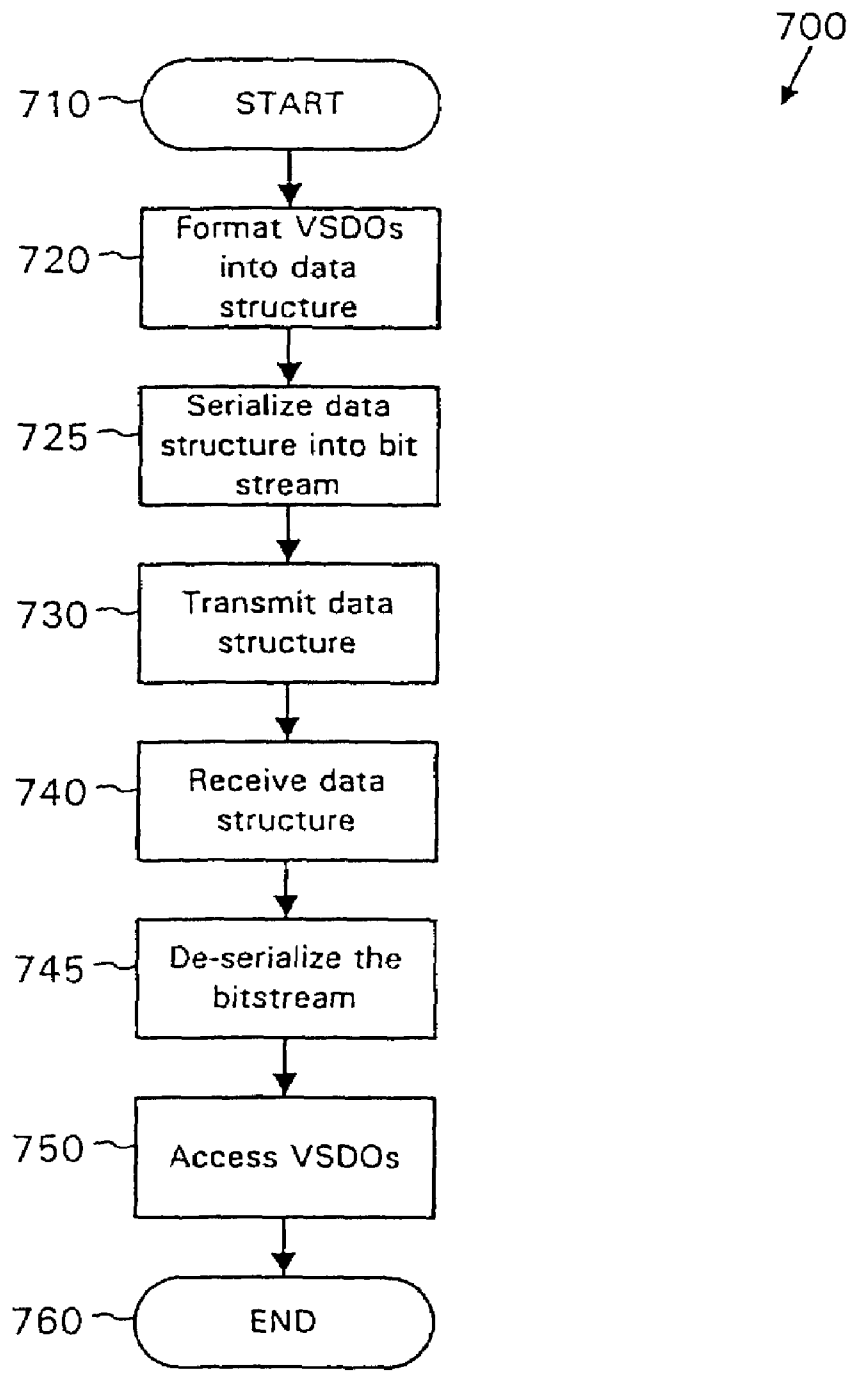 700
710
START
720
Format VSDOs
into data
structure
725
Serialize data
structure into bit
stream
730
Transmit data
structure
740
Receive data
structure
745
De-serialize the
bitstream
750
Access VSDOs
760
END